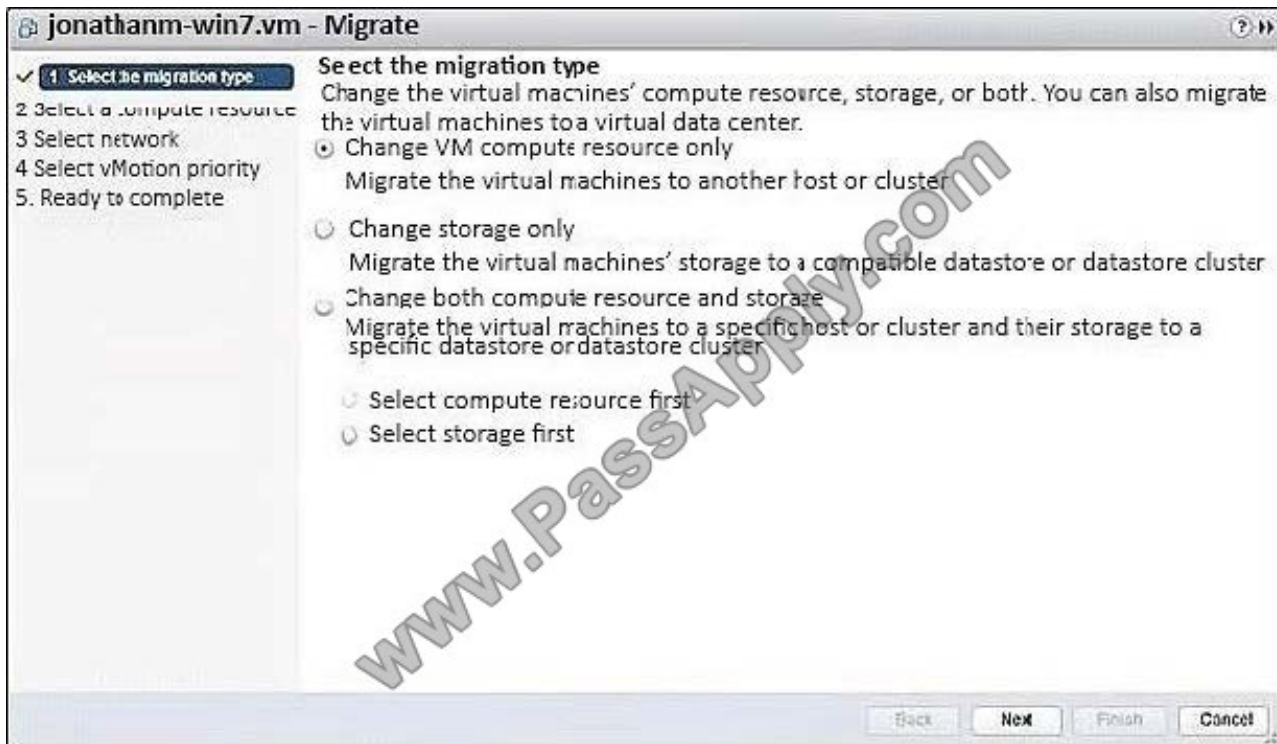 jonathanm-win7.vm - Migrate
1 Select the migration type
2 Select a compute resource
3 Select network
4 Select vMotion priority
5. Ready to complete
Se ect the migration type
Change the virtual machines' compute resource, storage, or both. You can also migrate
the virtual machines to a virtual data center.
Change VM compute resource only
Migrate the virtual machines to another host or cluster
Change storage only
Migrate the virtual machines' storage to a compatible datastore or datastore cluster
Change both compute resource and storage
Migrate the virtual machines to a specific host or cluster and their storage to a
specific datastore or datastore cluster
Select compute resource first
Select storage first
www.PassApply.com
Back
Next
Finish
Cancel